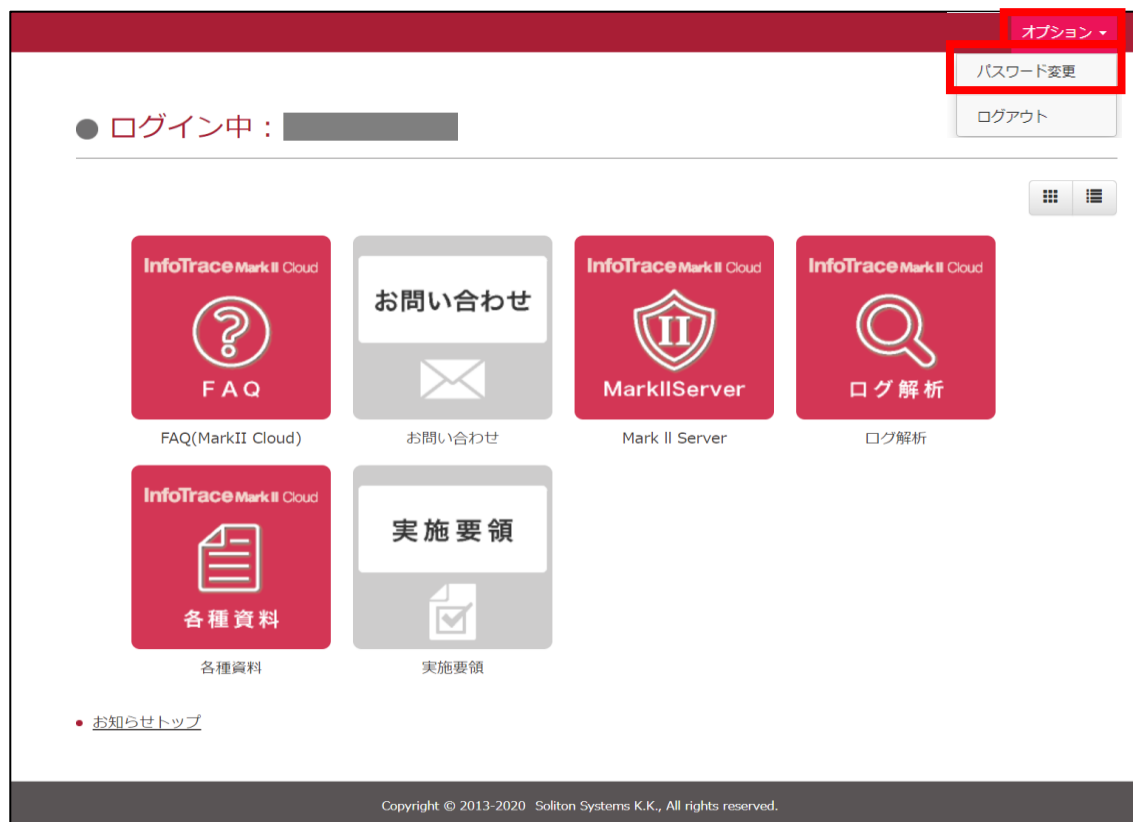 オプション
パスワード変更
ログアウト
ログイン中：
InfoTrace Mark II Cloud
FAQ
FAQ(MarkII Cloud)
お問い合わせ
お問い合わせ
InfoTrace Mark II Cloud
II
MarkIIServer
Mark II Server
InfoTrace Mark II Cloud
ログ解析
ログ解析
InfoTrace Mark II Cloud
各種資料
各種資料
実施要領
実施要領
お知らせトップ
Copyright © 2013-2020 Soliton Systems K.K., All rights reserved.